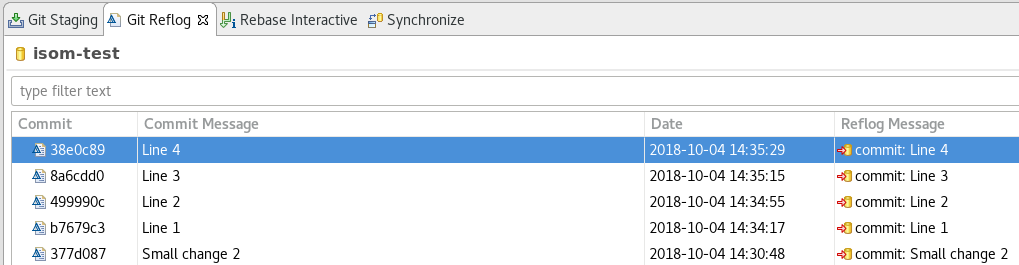 Git Staging Git Reflog Rebase Interactive Synchronize
isom-test
type filter text
Commit Commit Message Date Reflog Message
38e0c89 Line 4 2018-10-04 14:35:29 commit: Line 4
8a6cdd0 Line 3 2018-10-04 14:35:15 commit: Line 3
499990c Line 2 2018-10-04 14:34:55 commit: Line 2
b7679c3 Line 1 2018-10-04 14:34:17 commit: Line 1
377d087 Small change 2 2018-10-04 14:30:48 commit: Small change 2